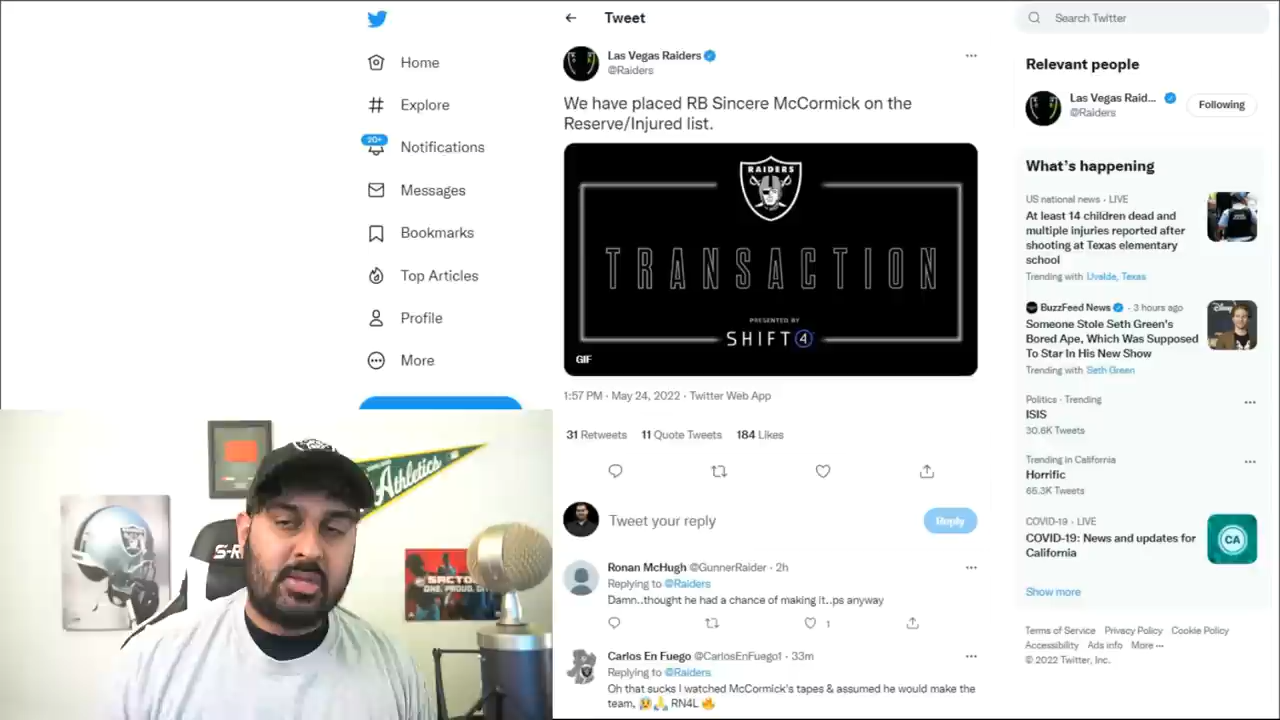 Home
Explore
20+
Notifications
Messages
Bookmarks
Top Articles
Profile
More
Tweet
Las Vegas Raiders
@Raiders
We have placed RB Sincere McCormick on the
Reserve/Injured list.
RAIDERS
TRANSACTION
PRESENTED BY
SHIFT 4
GIF
1:57 PM · May 24, 2022 · Twitter Web App
31 Retweets 11 Quote Tweets 184 Likes
Tweet your reply
Reply
Ronan McHugh @GunnerRaider · 2h
Replying to @Raiders
Damn..thought he had a chance of making it..ps anyway
1
Carlos En Fuego @CarlosEnFuego1 · 33m
Replying to @Raiders
Oh that sucks I watched McCormick's tapes & assumed he would make the
team, 😰🙏 RN4L 🔥
Search Twitter
Relevant people
Las Vegas Raid...
@Raiders
Following
What's happening
US national news · LIVE
At least 14 children dead and
multiple injuries reported after
shooting at Texas elementary
school
Trending with Uvalde, Texas
BuzzFeed News · 3 hours ago
Someone Stole Seth Green's
Bored Ape, Which Was Supposed
To Star In His New Show
Trending with Seth Green
Disney
Politics · Trending
ISIS
30.6K Tweets
Trending in California
Horrific
65.3K Tweets
COVID-19 · LIVE
COVID-19: News and updates for
California
CA
Show more
Terms of Service Privacy Policy Cookie Policy
Accessibility Ads info More ···
© 2022 Twitter, Inc.
Athletics
S-R
SACTO
ONE. PROUD.